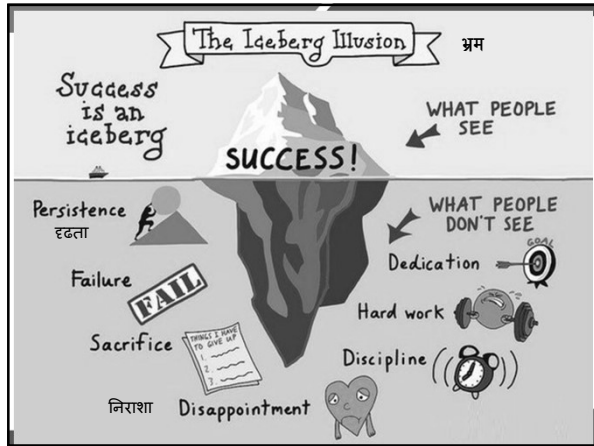 The Iceberg Illusion
भ्रम
Success
is an
iceberg
WHAT PEOPLE
SEE
SUCCESS!
WHAT PEOPLE
DON'T SEE
Persistence
दृढता
Dedication
GOAL
Failure
FAIL
Hard work
Sacrifice
THINGS I HAVE
TO GIVE UP
1.
2.
3.
Discipline
निराशा
Disappointment